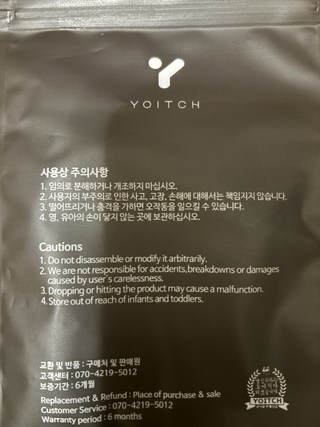 YOITCH
사용상 주의사항
1. 임의로 분해하거나 개조하지 마십시오.
2. 사용자의 부주의로 인한 사고, 고장, 손해에 대해서는 책임지지 않습니다.
3. 떨어뜨리거나 충격을 가하면 오작동을 일으킬 수 있습니다.
4. 영, 유아의 손이 닿지 않는 곳에 보관하십시오.
Cautions
1. Do not disassemble or modify it arbitrarily.
2. We are not responsible for accidents,breakdowns or damages
caused by user's carelessness.
3. Dropping or hitting the product may cause a malfunction.
4. Store out of reach of infants and toddlers.
교환 및 반품 : 구매처 및 판매원
고객센터 : 070-4219-5012
보증기간 : 6개월
Replacement & Refund : Place of purchase & sale
Customer Service : 070-4219-5012
Warranty period : 6 months
YOITCH